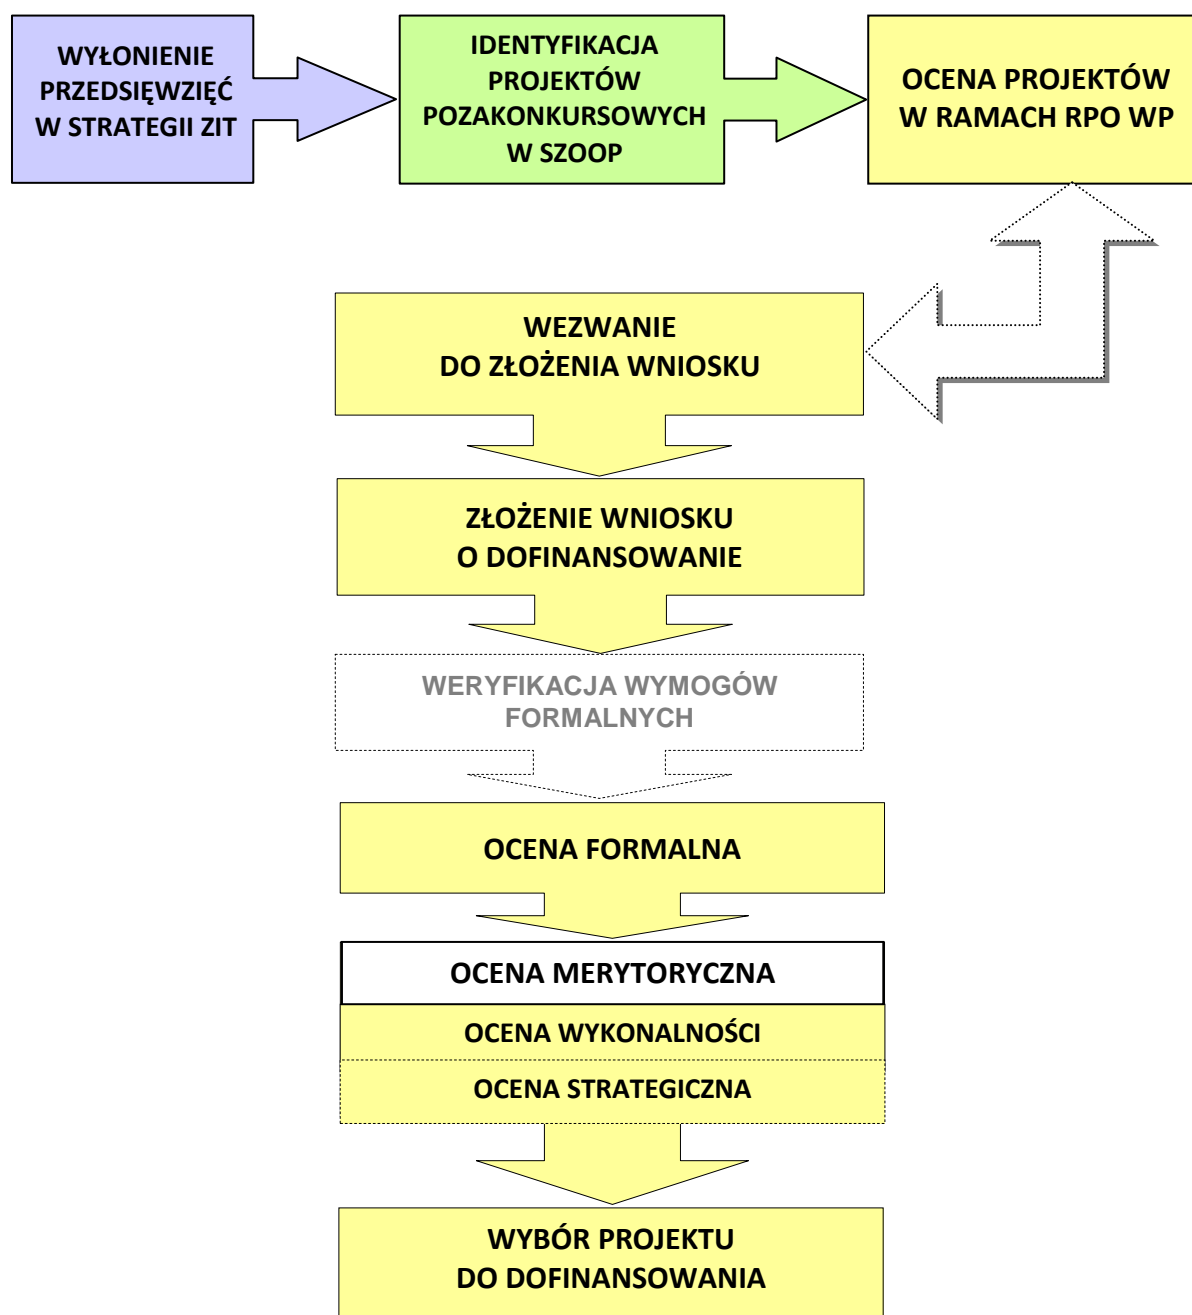 WYŁONIENIE
PRZEDSIĘWZIĘĆ
W STRATEGII ZIT
IDENTYFIKACJA
PROJEKTÓW
POZAKONKURSOWYCH
W SZOOP
OCENA PROJEKTÓW
W RAMACH RPO WP
WEZWANIE
DO ZŁOŻENIA WNIOSKU
ZŁOŻENIE WNIOSKU
O DOFINANSOWANIE
WERYFIKACJA WYMOGÓW
FORMALNYCH
OCENA FORMALNA
OCENA MERYTORYCZNA
OCENA WYKONALNOŚCI
OCENA STRATEGICZNA
WYBÓR PROJEKTU
DO DOFINANSOWANIA